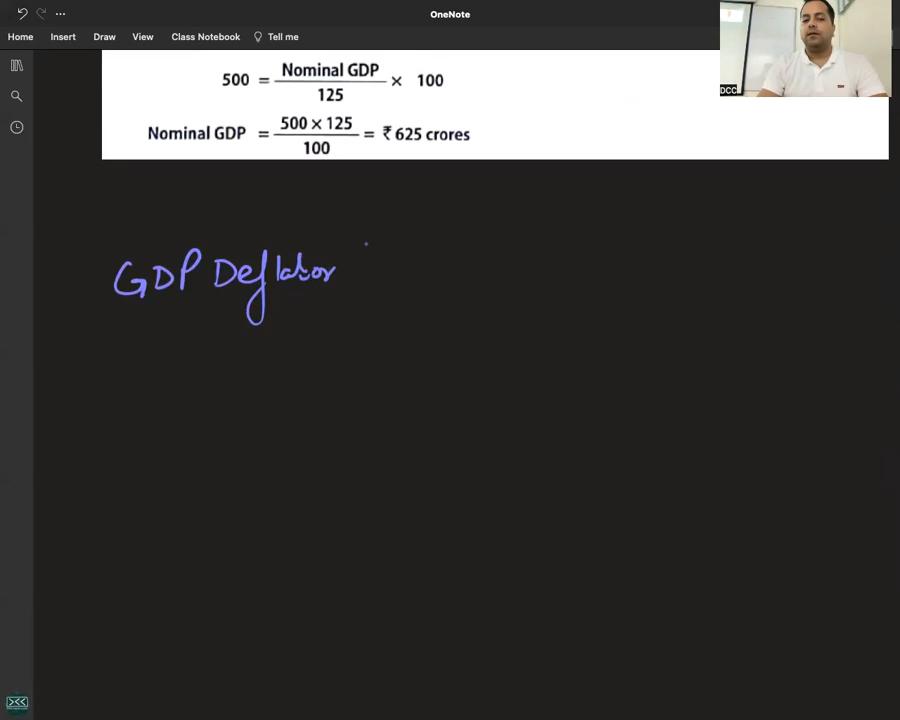 OneNote
Home Insert Draw View Class Notebook Tell me
500 = Nominal GDP / 125 × 100
Nominal GDP = 500 × 125 / 100 = ₹ 625 crores
GDP Deflator
DCC